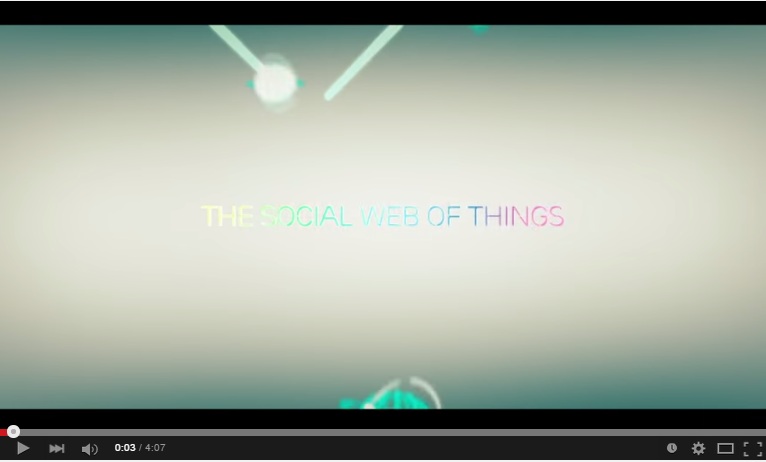 THE SOCIAL WEB OF THINGS
0:03 / 4:07